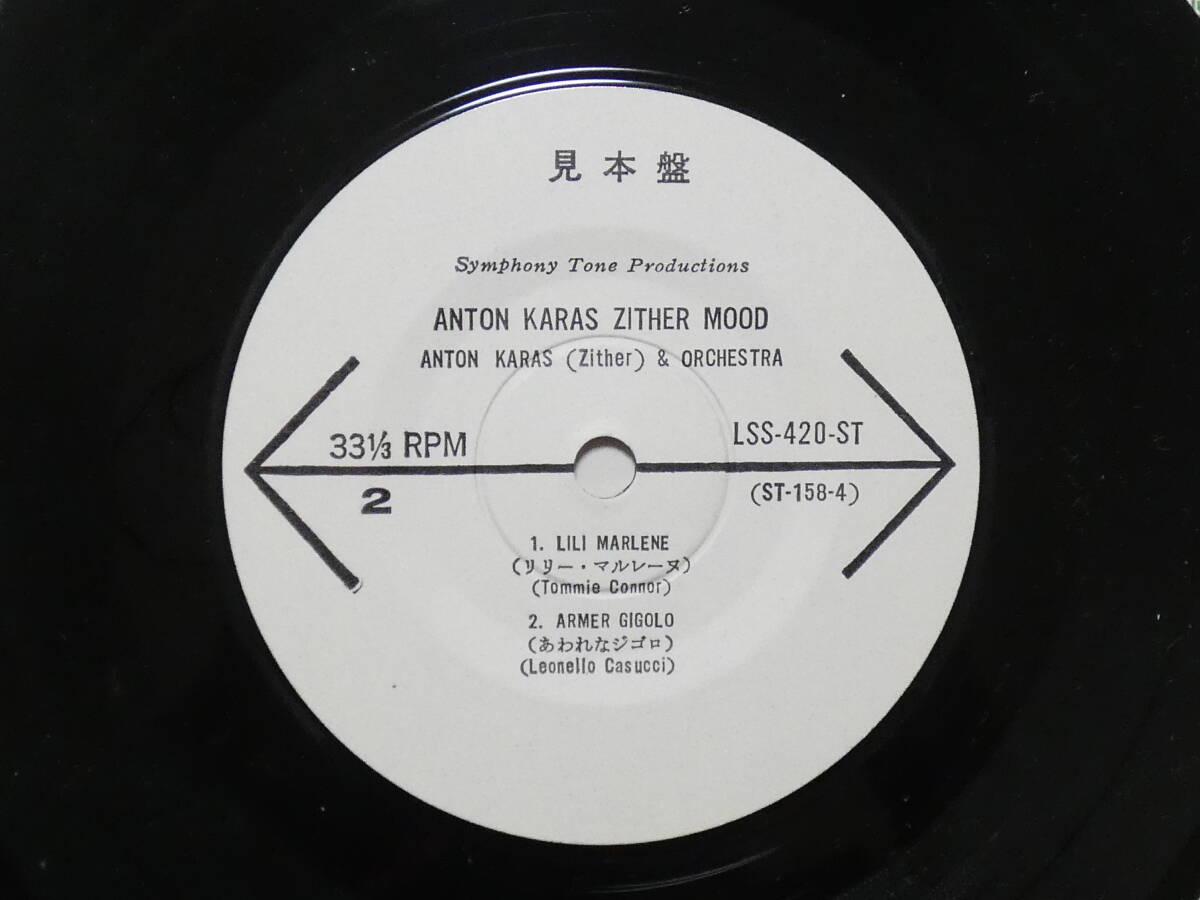 見本盤
Symphony Tone Productions
ANTON KARAS ZITHER MOOD
ANTON KARAS (Zither) & ORCHESTRA
33⅓ RPM
LSS-420-ST
2
(ST-158-4)
1. LILI MARLENE
(リリー・マルレーヌ)
(Tommie Connor)
2. ARMER GIGOLO
(あわれなジゴロ)
(Leonello Casucci)